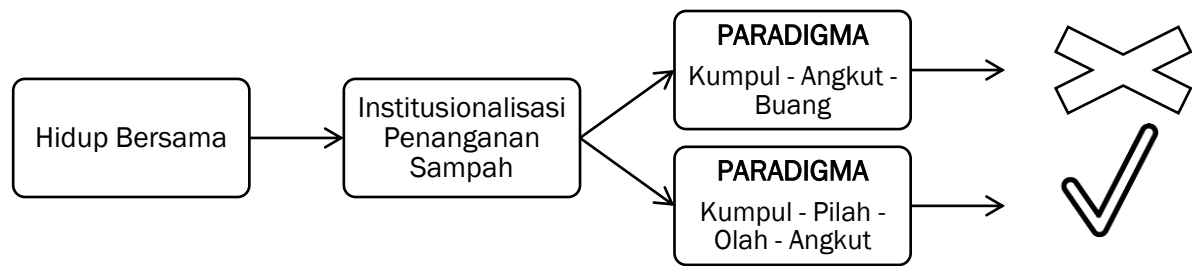 Hidup Bersama
Institusionalisasi
Penanganan
Sampah
PARADIGMA
Kumpul - Angkut -
Buang
PARADIGMA
Kumpul - Pilah -
Olah - Angkut